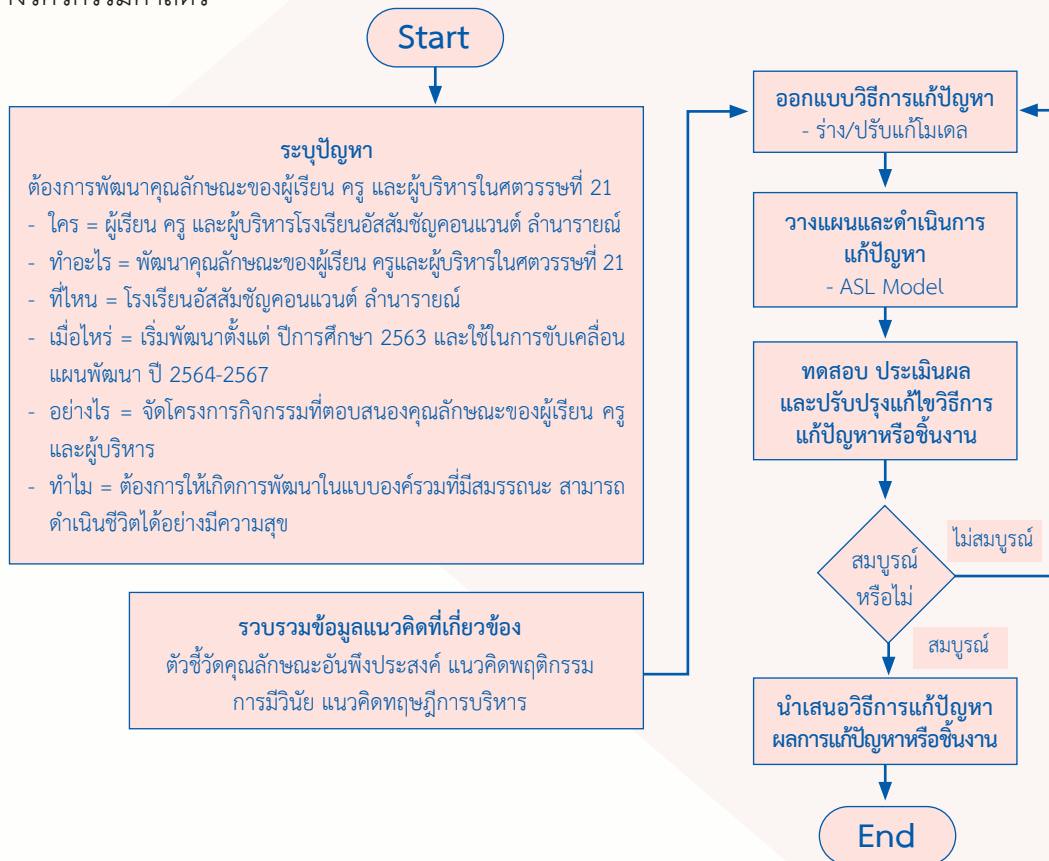 Start
ระบุปัญหา
ต้องการพัฒนาคุณลักษณะของผู้เรียน ครู และผู้บริหารในศตวรรษที่ 21
- ใคร = ผู้เรียน ครู และผู้บริหารโรงเรียนอัสสัมชัญคอนแวนต์ ลำนารายณ์
- ทำอะไร = พัฒนาคุณลักษณะของผู้เรียน ครูและผู้บริหารในศตวรรษที่ 21
- ที่ไหน = โรงเรียนอัสสัมชัญคอนแวนต์ ลำนารายณ์
- เมื่อไหร่ = เริ่มพัฒนาตั้งแต่ ปีการศึกษา 2563 และใช้ในการขับเคลื่อน
แผนพัฒนา ปี 2564-2567
- อย่างไร = จัดโครงการกิจกรรมที่ตอบสนองคุณลักษณะของผู้เรียน ครู
และผู้บริหาร
- ทำไม = ต้องการให้เกิดการพัฒนาในแบบองค์รวมที่มีสมรรถนะ สามารถ
ดำเนินชีวิตได้อย่างมีความสุข
รวบรวมข้อมูลแนวคิดที่เกี่ยวข้อง
ตัวชี้วัดคุณลักษณะอันพึงประสงค์ แนวคิดพฤติกรรม
การมีวินัย แนวคิดทฤษฎีการบริหาร
ออกแบบวิธีการแก้ปัญหา
- ร่าง/ปรับแก้โมเดล
วางแผนและดำเนินการ
แก้ปัญหา
- ASL Model
ทดสอบ ประเมินผล
และปรับปรุงแก้ไขวิธีการ
แก้ปัญหาหรือชิ้นงาน
สมบูรณ์
หรือไม่
ไม่สมบูรณ์
สมบูรณ์
นำเสนอวิธีการแก้ปัญหา
ผลการแก้ปัญหาหรือชิ้นงาน
End